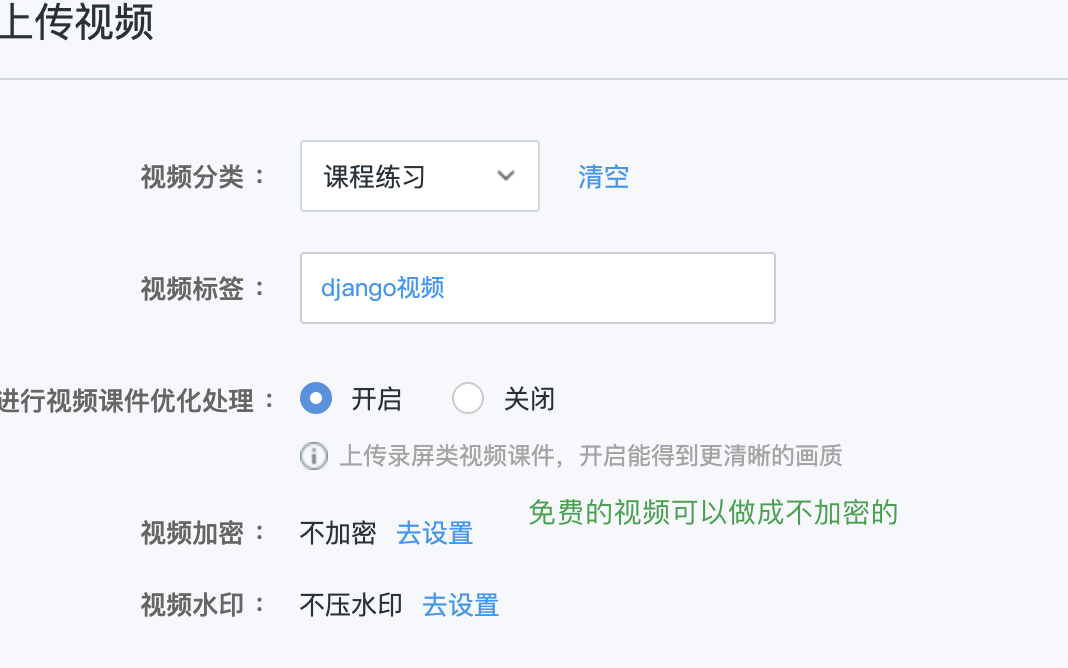 上传视频
视频分类： 课程练习 清空
视频标签： django视频
进行视频课件优化处理： 开启 关闭
上传录屏类视频课件，开启能得到更清晰的画质
免费的视频可以做成不加密的
视频加密： 不加密 去设置
视频水印： 不压水印 去设置